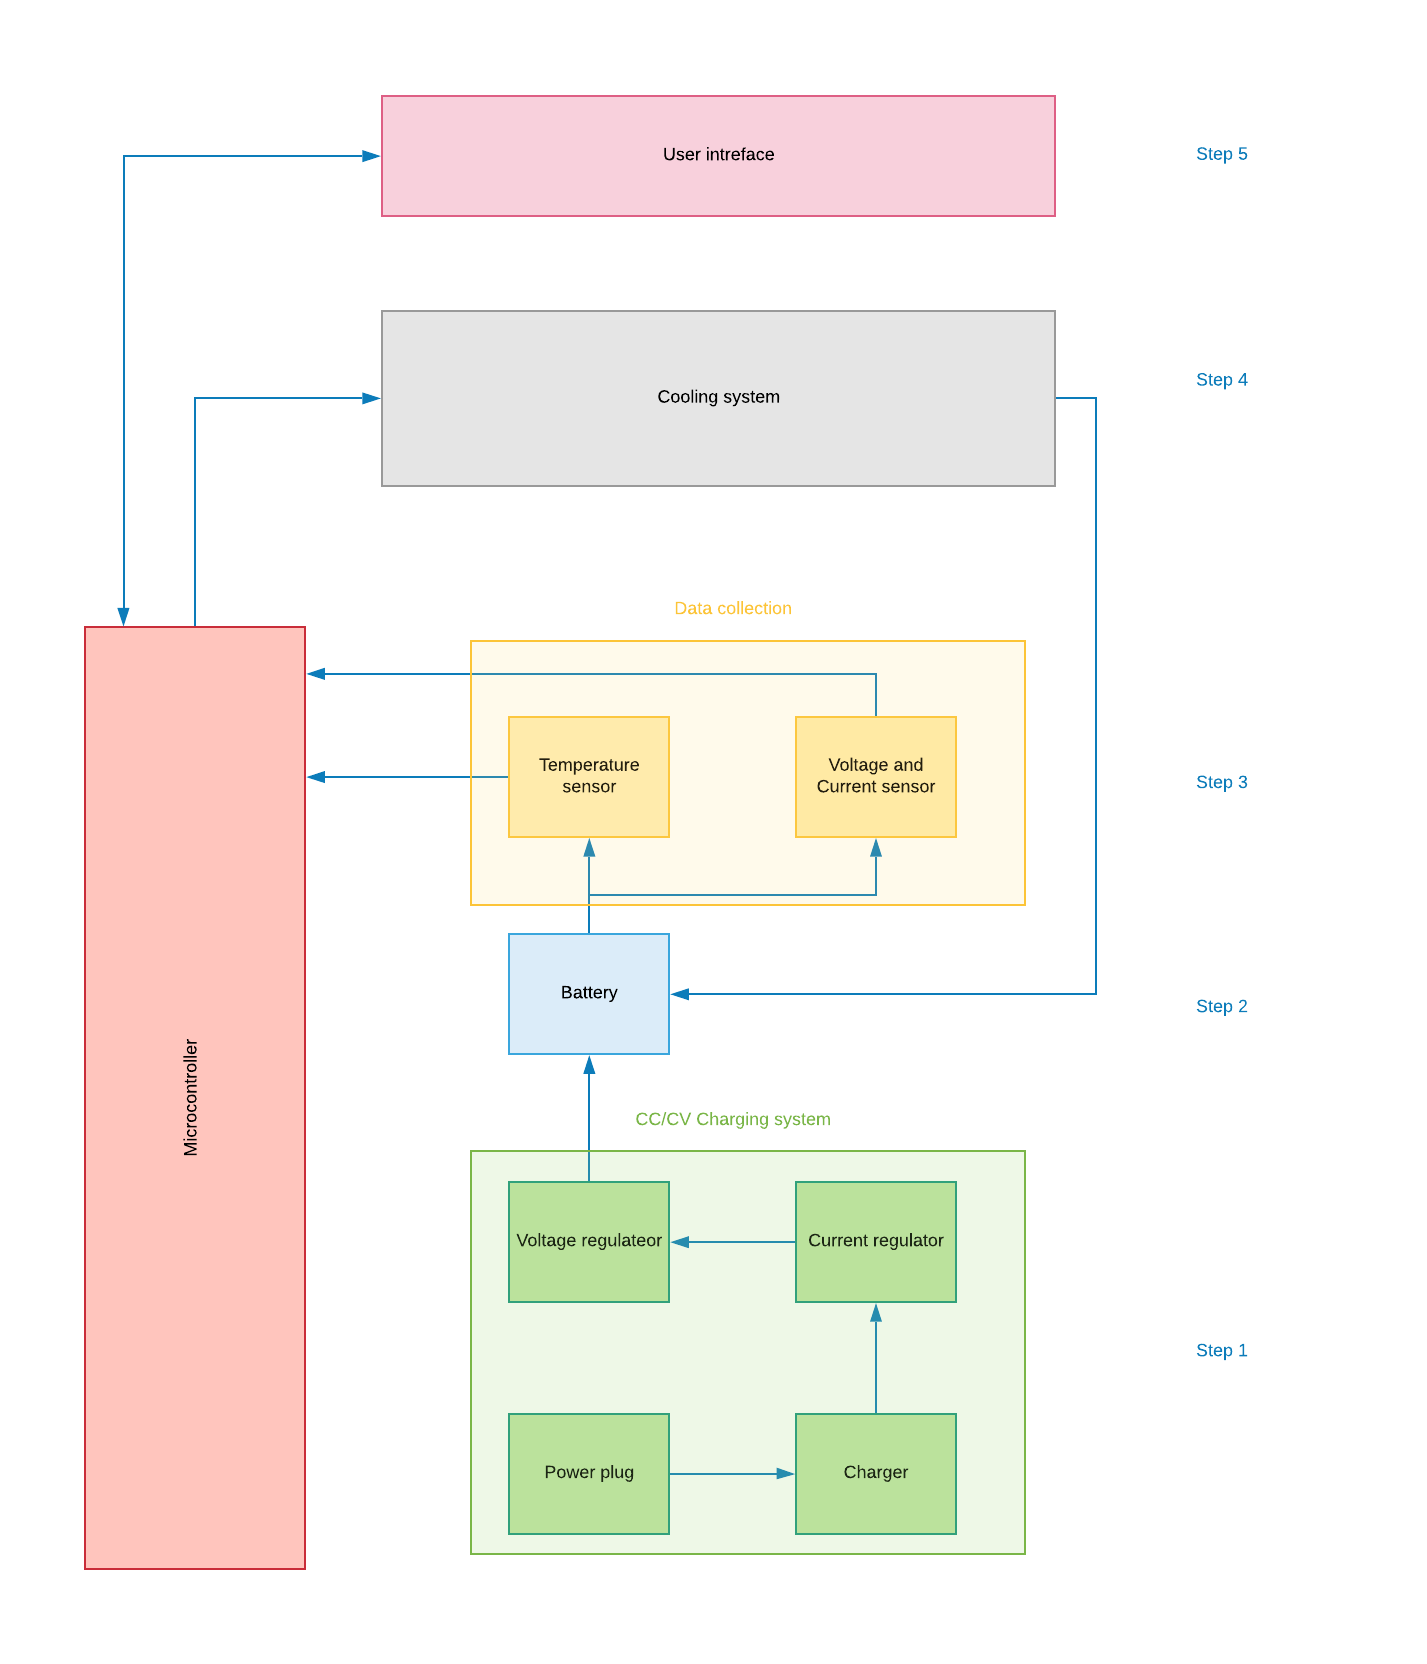 User intreface
Step 5
Cooling system
Step 4
Data collection
Temperature
sensor
Voltage and
Current sensor
Step 3
Battery
Step 2
Microcontroller
CC/CV Charging system
Voltage regulateor
Current regulator
Step 1
Power plug
Charger